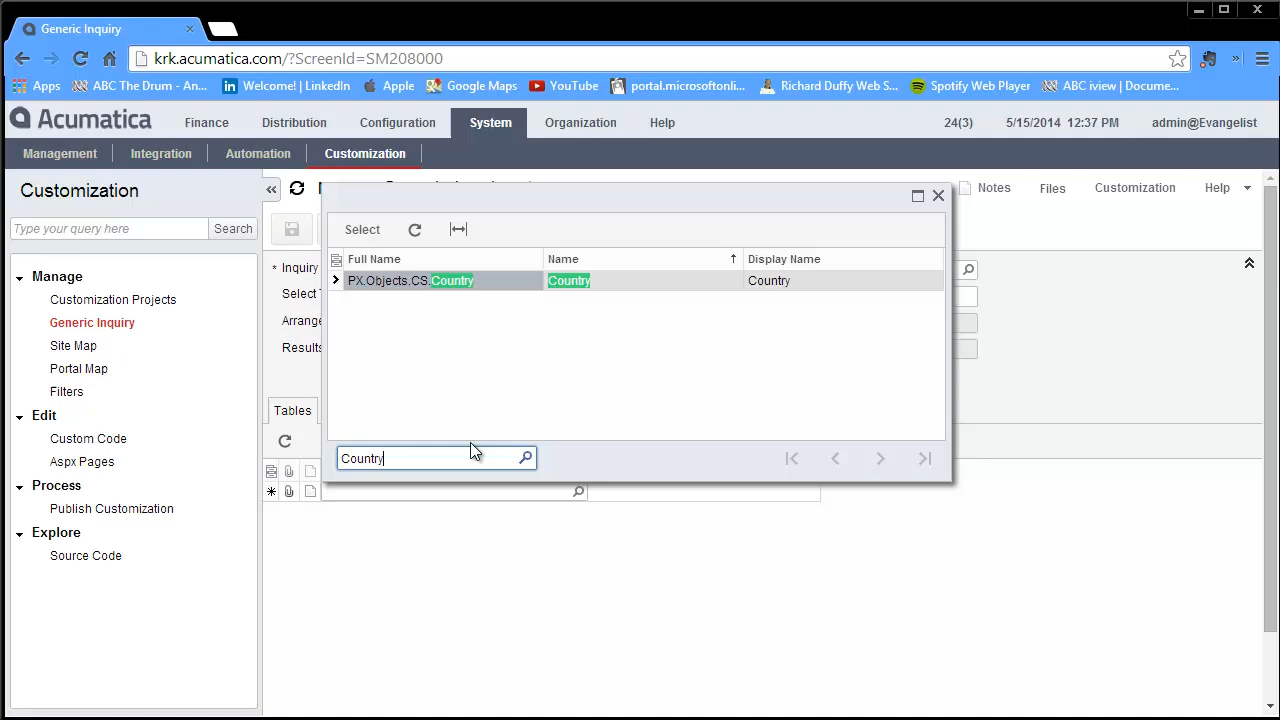 Generic Inquiry
krk.acumatica.com/?ScreenId=SM208000
Apps ABC The Drum - An... Welcome! | LinkedIn Apple Google Maps YouTube portal.microsoftonli... Richard Duffy Web S... Spotify Web Player ABC iview | Docume... »
Acumatica Finance Distribution Configuration System Organization Help 24(3) 5/15/2014 12:37 PM admin@Evangelist
Management Integration Automation Customization
Customization
Notes Files Customization Help
Type your query here Search
Select
Full Name Name Display Name
PX.Objects.CS.Country Country Country
Manage
Customization Projects
Generic Inquiry
Site Map
Portal Map
Filters
Edit
Custom Code
Aspx Pages
Process
Publish Customization
Explore
Source Code
* Inquiry
Select
Arrange
Results
Tables
Country